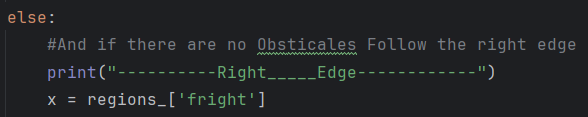 else:
#And if there are no Obsticales Follow the right edge
print("----------Right_____Edge------------")
x = regions_['fright']